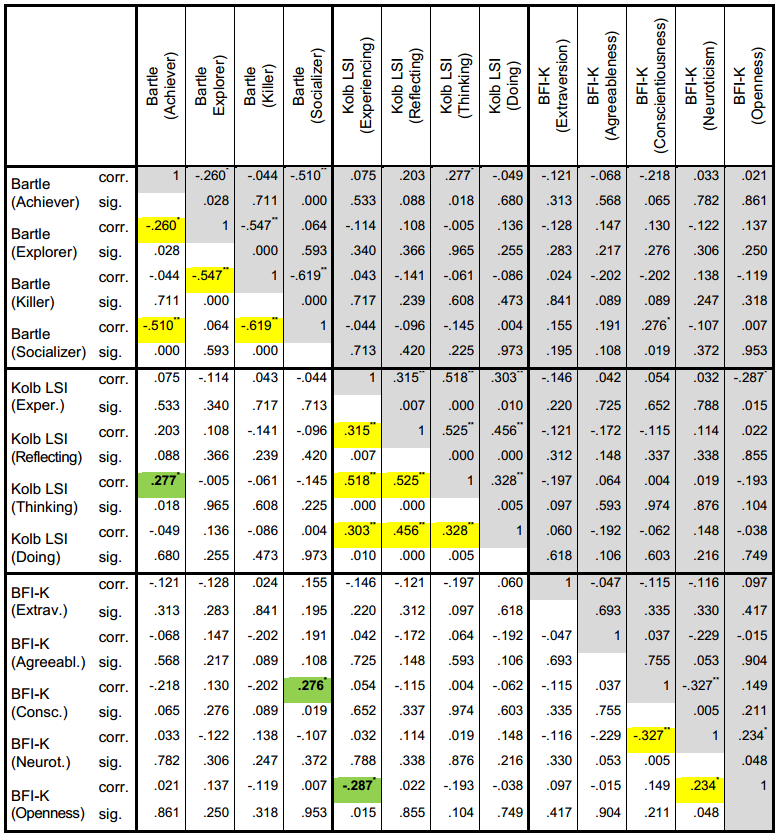 Bartle (Achiever) Bartle Explorer) Bartle (Killer) Bartle (Socializer) Kolb LSI (Experiencing) Kolb LSI (Reflecting) Kolb LSI (Thinking) Kolb LSI (Doing) BFI-K (Extraversion) BFI-K (Agreeableness) BFI-K (Conscientiousness) BFI-K (Neuroticism) BFI-K (Openness)
Bartle (Achiever) corr. 1 -.260* -.044 -.510** .075 .203 .277* -.049 -.121 -.068 -.218 .033 .021
sig. .028 .711 .000 .533 .088 .018 .680 .313 .568 .065 .782 .861
Bartle (Explorer) corr. -.260* 1 -.547** .064 -.114 .108 -.005 .136 -.128 .147 .130 -.122 .137
sig. .028 .000 .593 .340 .366 .965 .255 .283 .217 .276 .306 .250
Bartle (Killer) corr. -.044 -.547** 1 -.619** .043 -.141 -.061 -.086 .024 -.202 -.202 .138 -.119
sig. .711 .000 .000 .717 .239 .608 .473 .841 .089 .089 .247 .318
Bartle (Socializer) corr. -.510** .064 -.619** 1 -.044 -.096 -.145 .004 .155 .191 .276* -.107 .007
sig. .000 .593 .000 .713 .420 .225 .973 .195 .108 .019 .372 .953
Kolb LSI (Exper.) corr. .075 -.114 .043 -.044 1 .315** .518** .303** -.146 .042 .054 .032 -.287*
sig. .533 .340 .717 .713 .007 .000 .010 .220 .725 .652 .788 .015
Kolb LSI (Reflecting) corr. .203 .108 -.141 -.096 .315** 1 .525** .456** -.121 -.172 -.115 .114 .022
sig. .088 .366 .239 .420 .007 .000 .000 .312 .148 .337 .338 .855
Kolb LSI (Thinking) corr. .277* -.005 -.061 -.145 .518** .525** 1 .328** -.197 .064 .004 .019 -.193
sig. .018 .965 .608 .225 .000 .000 .005 .097 .593 .974 .876 .104
Kolb LSI (Doing) corr. -.049 .136 -.086 .004 .303** .456** .328** 1 .060 -.192 -.062 .148 -.038
sig. .680 .255 .473 .973 .010 .000 .005 .618 .106 .603 .216 .749
BFI-K (Extrav.) corr. -.121 -.128 .024 .155 -.146 -.121 -.197 .060 1 -.047 -.115 -.116 .097
sig. .313 .283 .841 .195 .220 .312 .097 .618 .693 .335 .330 .417
BFI-K (Agreeabl.) corr. -.068 .147 -.202 .191 .042 -.172 .064 -.192 -.047 1 .037 -.229 -.015
sig. .568 .217 .089 .108 .725 .148 .593 .106 .693 .755 .053 .904
BFI-K (Consc.) corr. -.218 .130 -.202 .276* .054 -.115 .004 -.062 -.115 .037 1 -.327** .149
sig. .065 .276 .089 .019 .652 .337 .974 .603 .335 .755 .005 .211
BFI-K (Neurot.) corr. .033 -.122 .138 -.107 .032 .114 .019 .148 -.116 -.229 -.327** 1 .234*
sig. .782 .306 .247 .372 .788 .338 .876 .216 .330 .053 .005 .048
BFI-K (Openness) corr. .021 .137 -.119 .007 -.287* .022 -.193 -.038 .097 -.015 .149 .234* 1
sig. .861 .250 .318 .953 .015 .855 .104 .749 .417 .904 .211 .048